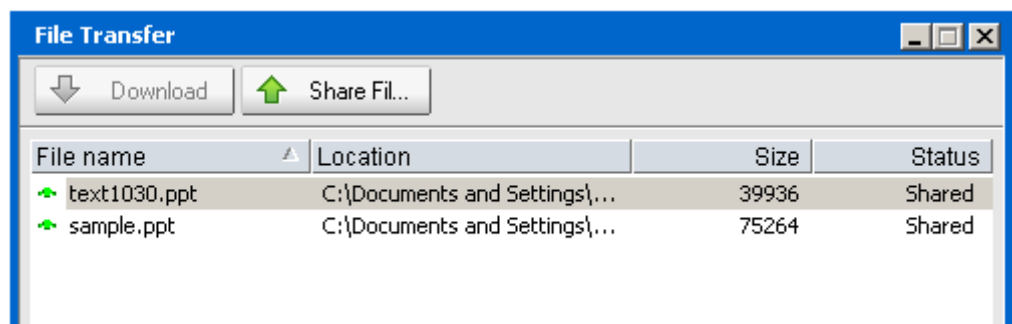 File Transfer
Download Share Fil...
File name Location Size Status
text1030.ppt C:\Documents and Settings\... 39936 Shared
sample.ppt C:\Documents and Settings\... 75264 Shared